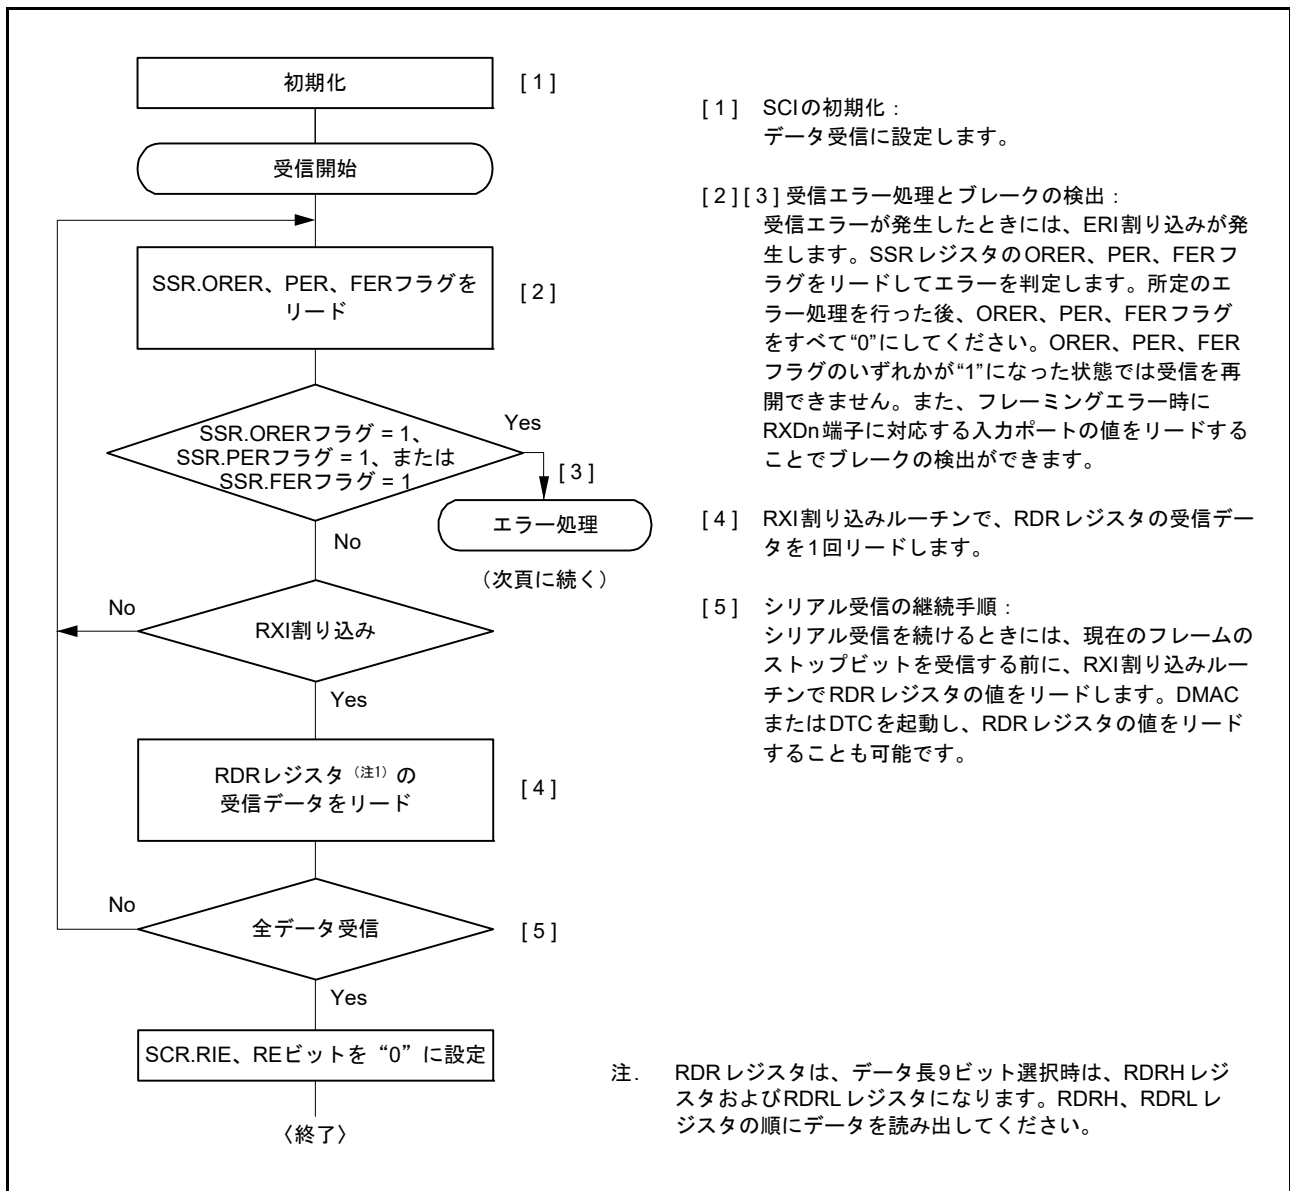 初期化
[ 1 ]
受信開始
SSR.ORER、PER、FERフラグを
リード
[ 2 ]
SSR.ORERフラグ = 1、
SSR.PERフラグ = 1、または
SSR.FERフラグ = 1
Yes
[ 3 ]
エラー処理
（次頁に続く）
No
RXI割り込み
No
Yes
RDRレジスタ（注1）の
受信データをリード
[ 4 ]
全データ受信
No
[ 5 ]
Yes
SCR.RIE、REビットを“0”に設定
〈終了〉
[ 1 ] SCIの初期化：
データ受信に設定します。
[ 2 ] [ 3 ] 受信エラー処理とブレークの検出：
受信エラーが発生したときには、ERI割り込みが発
生します。SSRレジスタのORER、PER、FERフ
ラグをリードしてエラーを判定します。所定のエ
ラー処理を行った後、ORER、PER、FERフラグ
をすべて“0”にしてください。ORER、PER、FER
フラグのいずれかが“1”になった状態では受信を再
開できません。また、フレーミングエラー時に
RXDn端子に対応する入力ポートの値をリードする
ことでブレークの検出ができます。
[ 4 ] RXI割り込みルーチンで、RDRレジスタの受信デー
タを1回リードします。
[ 5 ] シリアル受信の継続手順：
シリアル受信を続けるときには、現在のフレームの
ストップビットを受信する前に、RXI割り込みルー
チンでRDRレジスタの値をリードします。DMAC
またはDTCを起動し、RDRレジスタの値をリード
することも可能です。
注. RDRレジスタは、データ長9ビット選択時は、RDRHレジ
スタおよびRDRLレジスタになります。RDRH、RDRLレ
ジスタの順にデータを読み出してください。